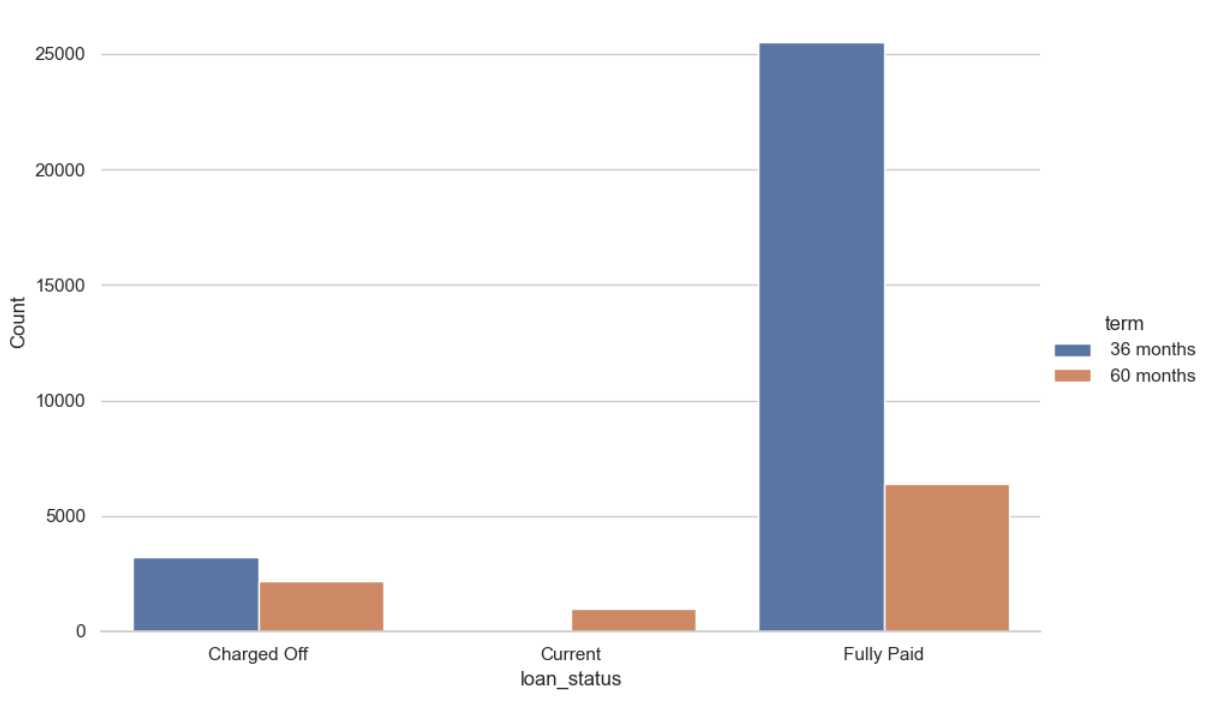 25000
20000
15000
10000
5000
0
Count
Charged Off
Current
Fully Paid
loan_status
term
36 months
60 months